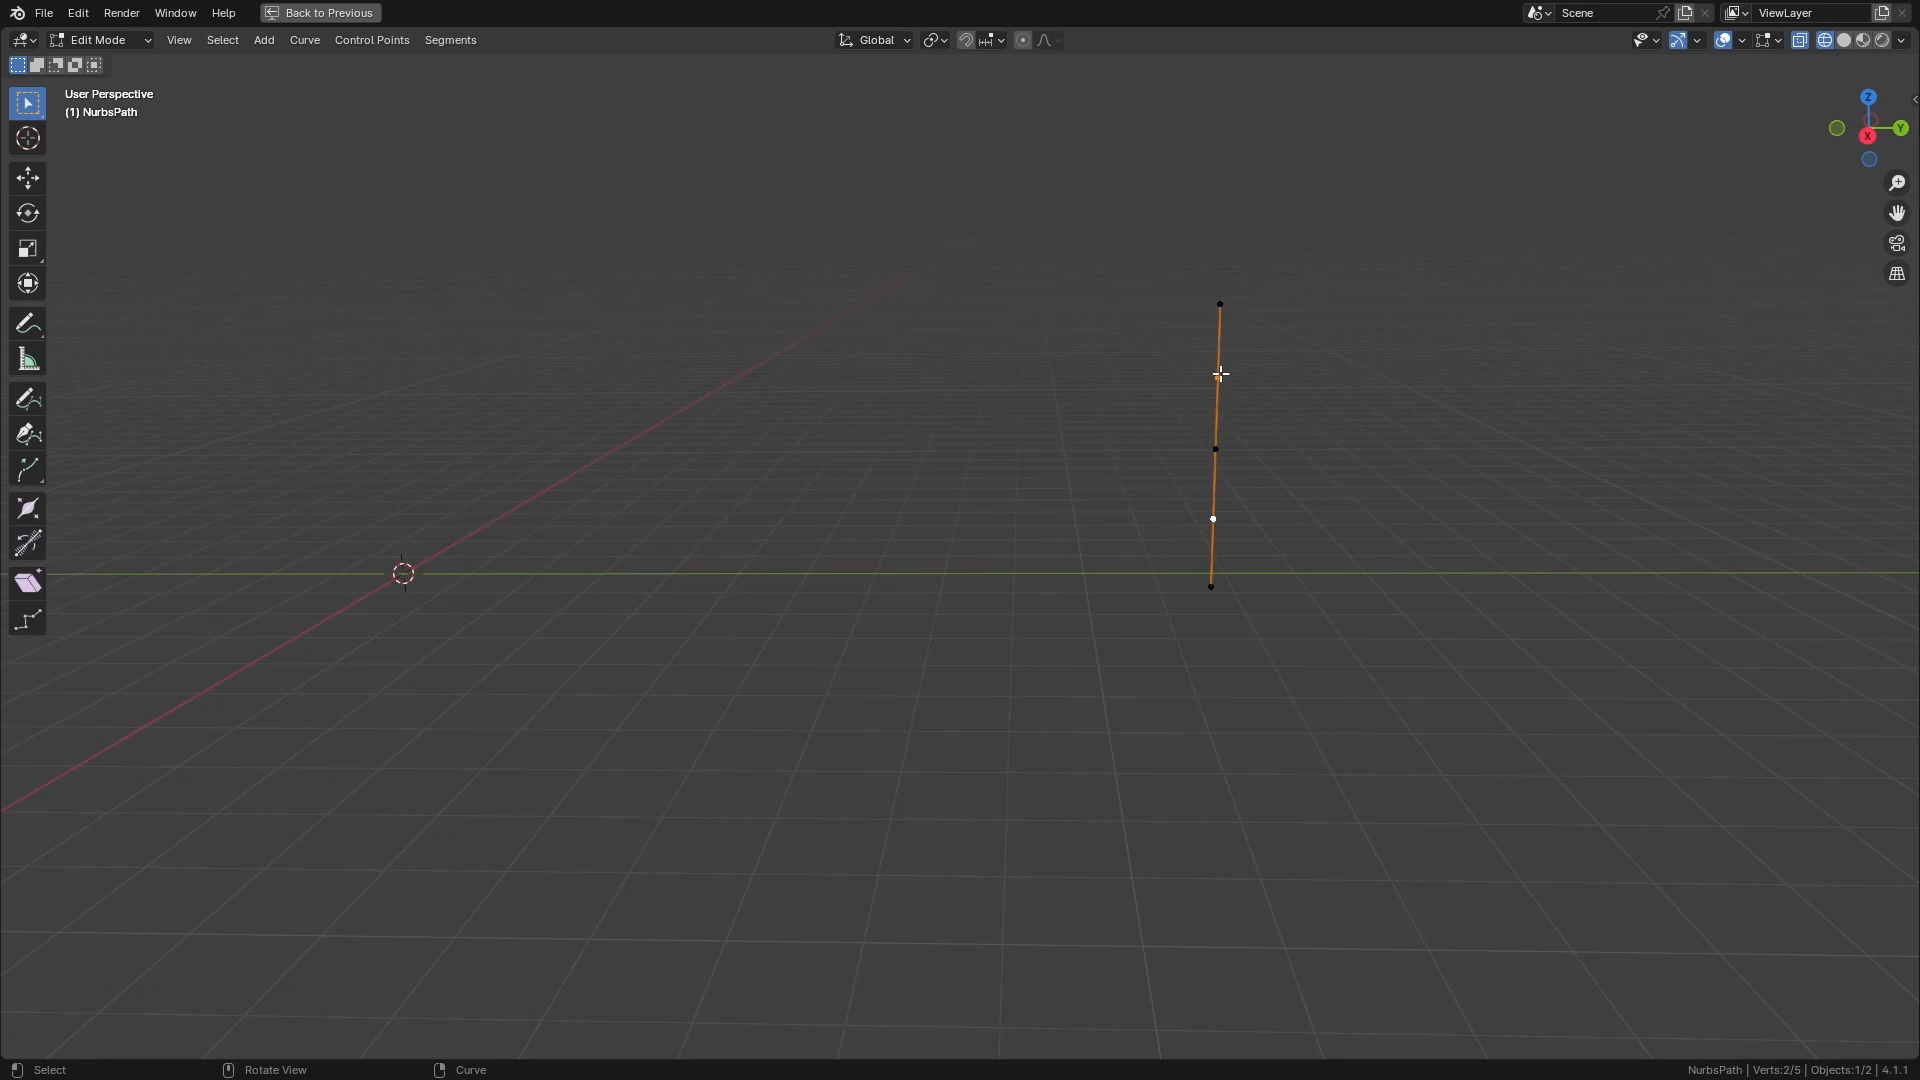 File Edit Render Window Help Back to Previous Scene ViewLayer
Edit Mode View Select Add Curve Control Points Segments Global
User Perspective
(1) NurbsPath
Z
Y
X
Select Rotate View Curve NurbsPath | Verts:2/5 | Objects:1/2 | 4.1.1